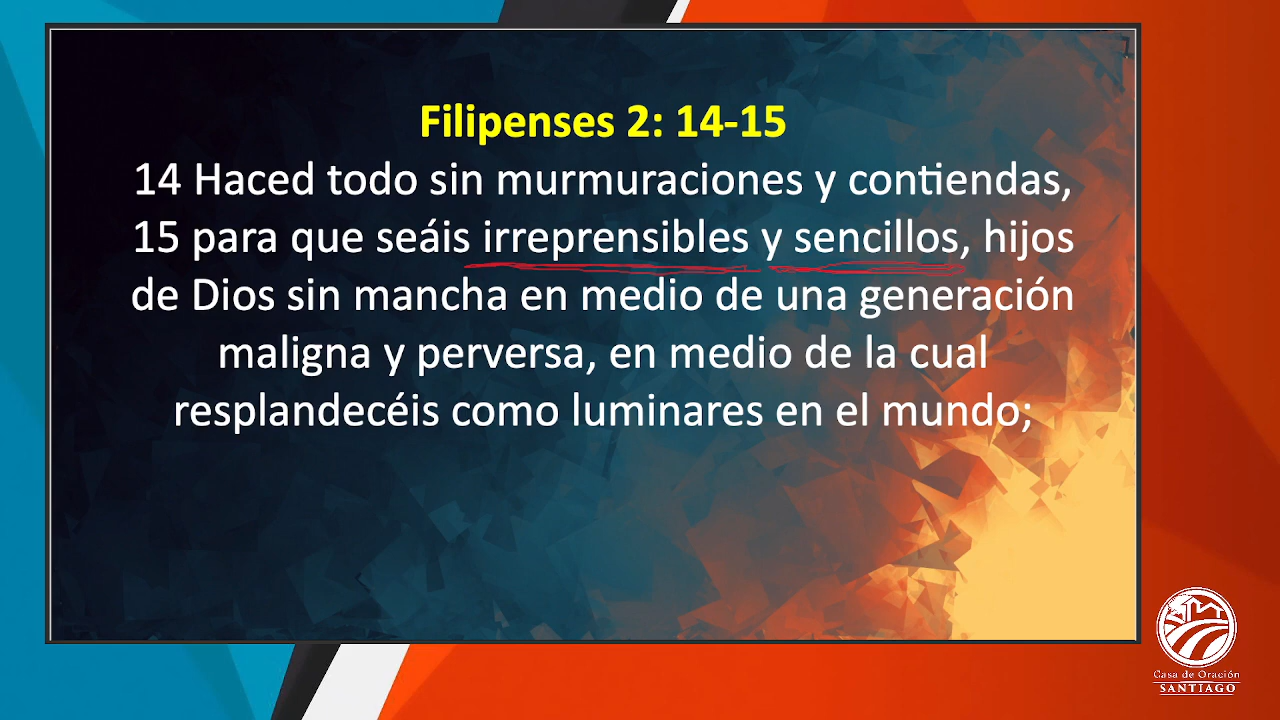 Filipenses 2: 14-15
14 Haced todo sin murmuraciones y contiendas,
15 para que seáis irreprensibles y sencillos, hijos
de Dios sin mancha en medio de una generación
maligna y perversa, en medio de la cual
resplandecéis como luminares en el mundo;
Casa de Oración
SANTIAGO